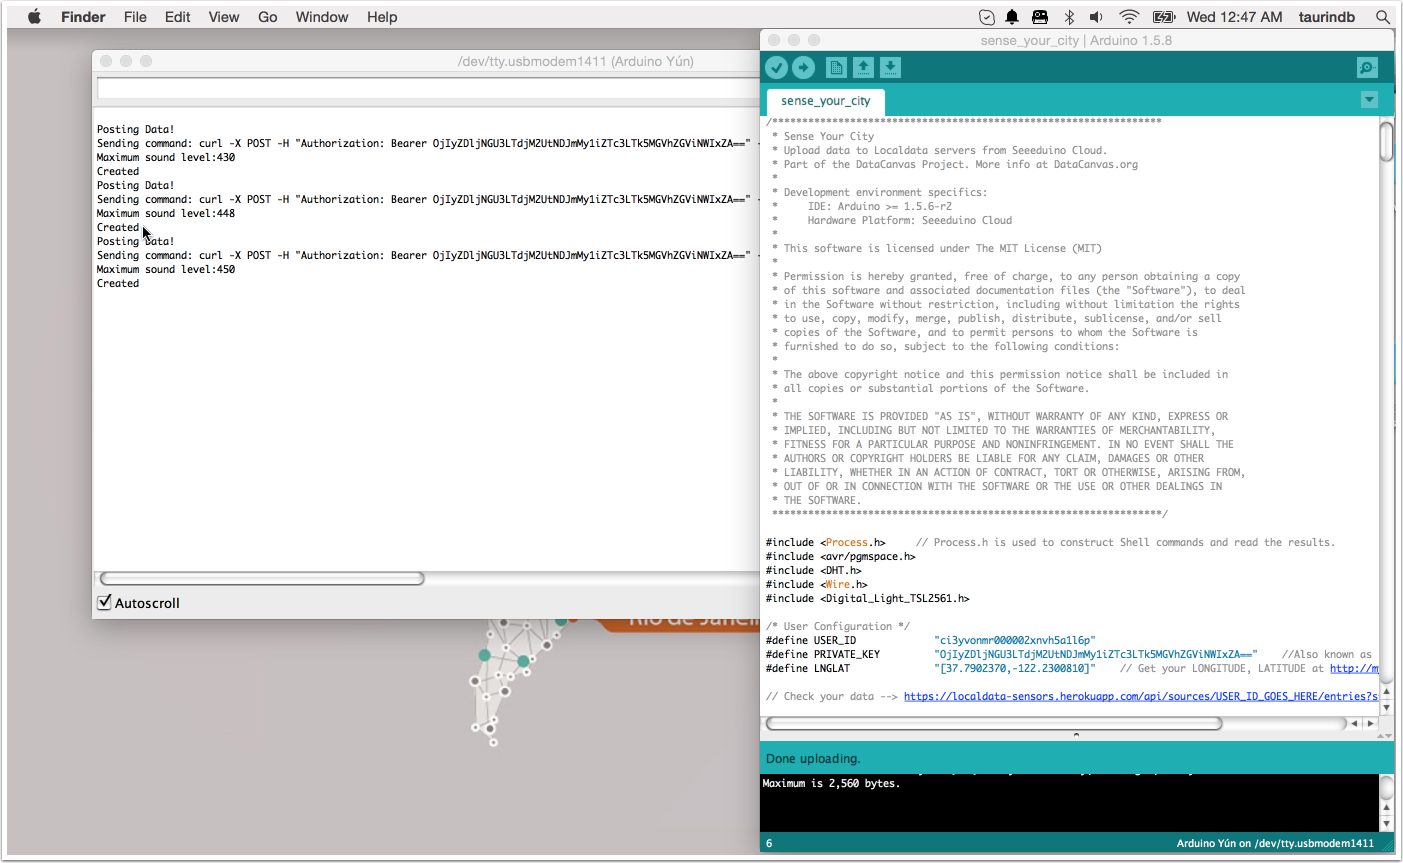 Finder File Edit View Go Window Help
Wed 12:47 AM taurindb
/dev/tty.usbmodem1411 (Arduino Yún)
Posting Data!
Sending command: curl -X POST -H "Authorization: Bearer OjIyZDljNGU3LTdjM2UtNDJmMy1iZTc3LTk5MGVhZGViNWIxZA==" -
Maximum sound level:430
Created
Posting Data!
Sending command: curl -X POST -H "Authorization: Bearer OjIyZDljNGU3LTdjM2UtNDJmMy1iZTc3LTk5MGVhZGViNWIxZA==" -
Maximum sound level:448
Created
Posting Data!
Sending command: curl -X POST -H "Authorization: Bearer OjIyZDljNGU3LTdjM2UtNDJmMy1iZTc3LTk5MGVhZGViNWIxZA==" -
Maximum sound level:450
Created
Autoscroll
Rio de Janeir
sense_your_city | Arduino 1.5.8
sense_your_city
/*****************************************************************
* Sense Your City
* Upload data to Localdata servers from Seeeduino Cloud.
* Part of the DataCanvas Project. More info at DataCanvas.org
*
* Development environment specifics:
* IDE: Arduino >= 1.5.6-r2
* Hardware Platform: Seeeduino Cloud
*
* This software is licensed under The MIT License (MIT)
*
* Permission is hereby granted, free of charge, to any person obtaining a copy
* of this software and associated documentation files (the "Software"), to deal
* in the Software without restriction, including without limitation the rights
* to use, copy, modify, merge, publish, distribute, sublicense, and/or sell
* copies of the Software, and to permit persons to whom the Software is
* furnished to do so, subject to the following conditions:
*
* The above copyright notice and this permission notice shall be included in
* all copies or substantial portions of the Software.
*
* THE SOFTWARE IS PROVIDED "AS IS", WITHOUT WARRANTY OF ANY KIND, EXPRESS OR
* IMPLIED, INCLUDING BUT NOT LIMITED TO THE WARRANTIES OF MERCHANTABILITY,
* FITNESS FOR A PARTICULAR PURPOSE AND NONINFRINGEMENT. IN NO EVENT SHALL THE
* AUTHORS OR COPYRIGHT HOLDERS BE LIABLE FOR ANY CLAIM, DAMAGES OR OTHER
* LIABILITY, WHETHER IN AN ACTION OF CONTRACT, TORT OR OTHERWISE, ARISING FROM,
* OUT OF OR IN CONNECTION WITH THE SOFTWARE OR THE USE OR OTHER DEALINGS IN
* THE SOFTWARE.
*****************************************************************/
#include <Process.h> // Process.h is used to construct Shell commands and read the results.
#include <avr/pgmspace.h>
#include <DHT.h>
#include <Wire.h>
#include <Digital_Light_TSL2561.h>
/* User Configuration */
#define USER_ID "ci3yvonmr000002xnvh5a1l6p"
#define PRIVATE_KEY "OjIyZDljNGU3LTdjM2UtNDJmMy1iZTc3LTk5MGVhZGViNWIxZA==" //Also known as
#define LNGLAT "[37.7902370,-122.2300810]" // Get your LONGITUDE, LATITUDE at http://m
// Check your data --> https://localdata-sensors.herokuapp.com/api/sources/USER_ID_GOES_HERE/entries?s
Done uploading.
Maximum is 2,560 bytes.
6
Arduino Yún on /dev/tty.usbmodem1411